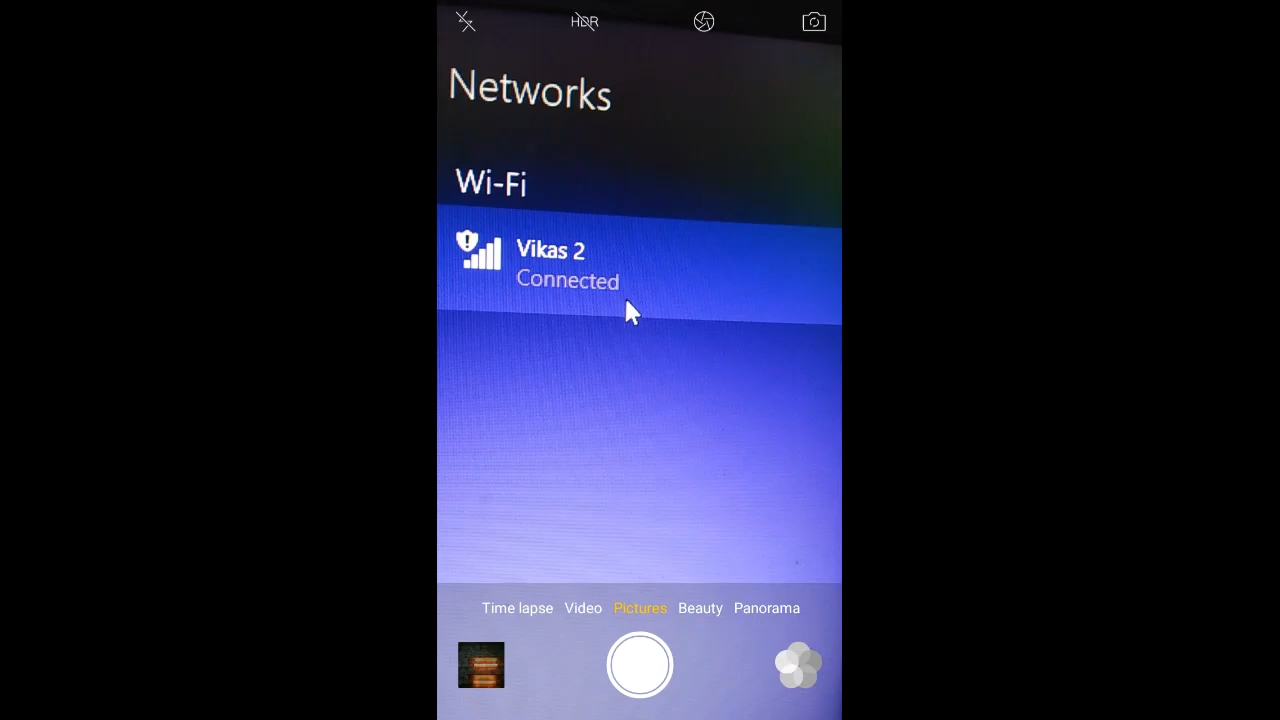 HDR
Networks
Wi-Fi
Vikas 2
Connected
Time lapse Video Pictures Beauty Panorama